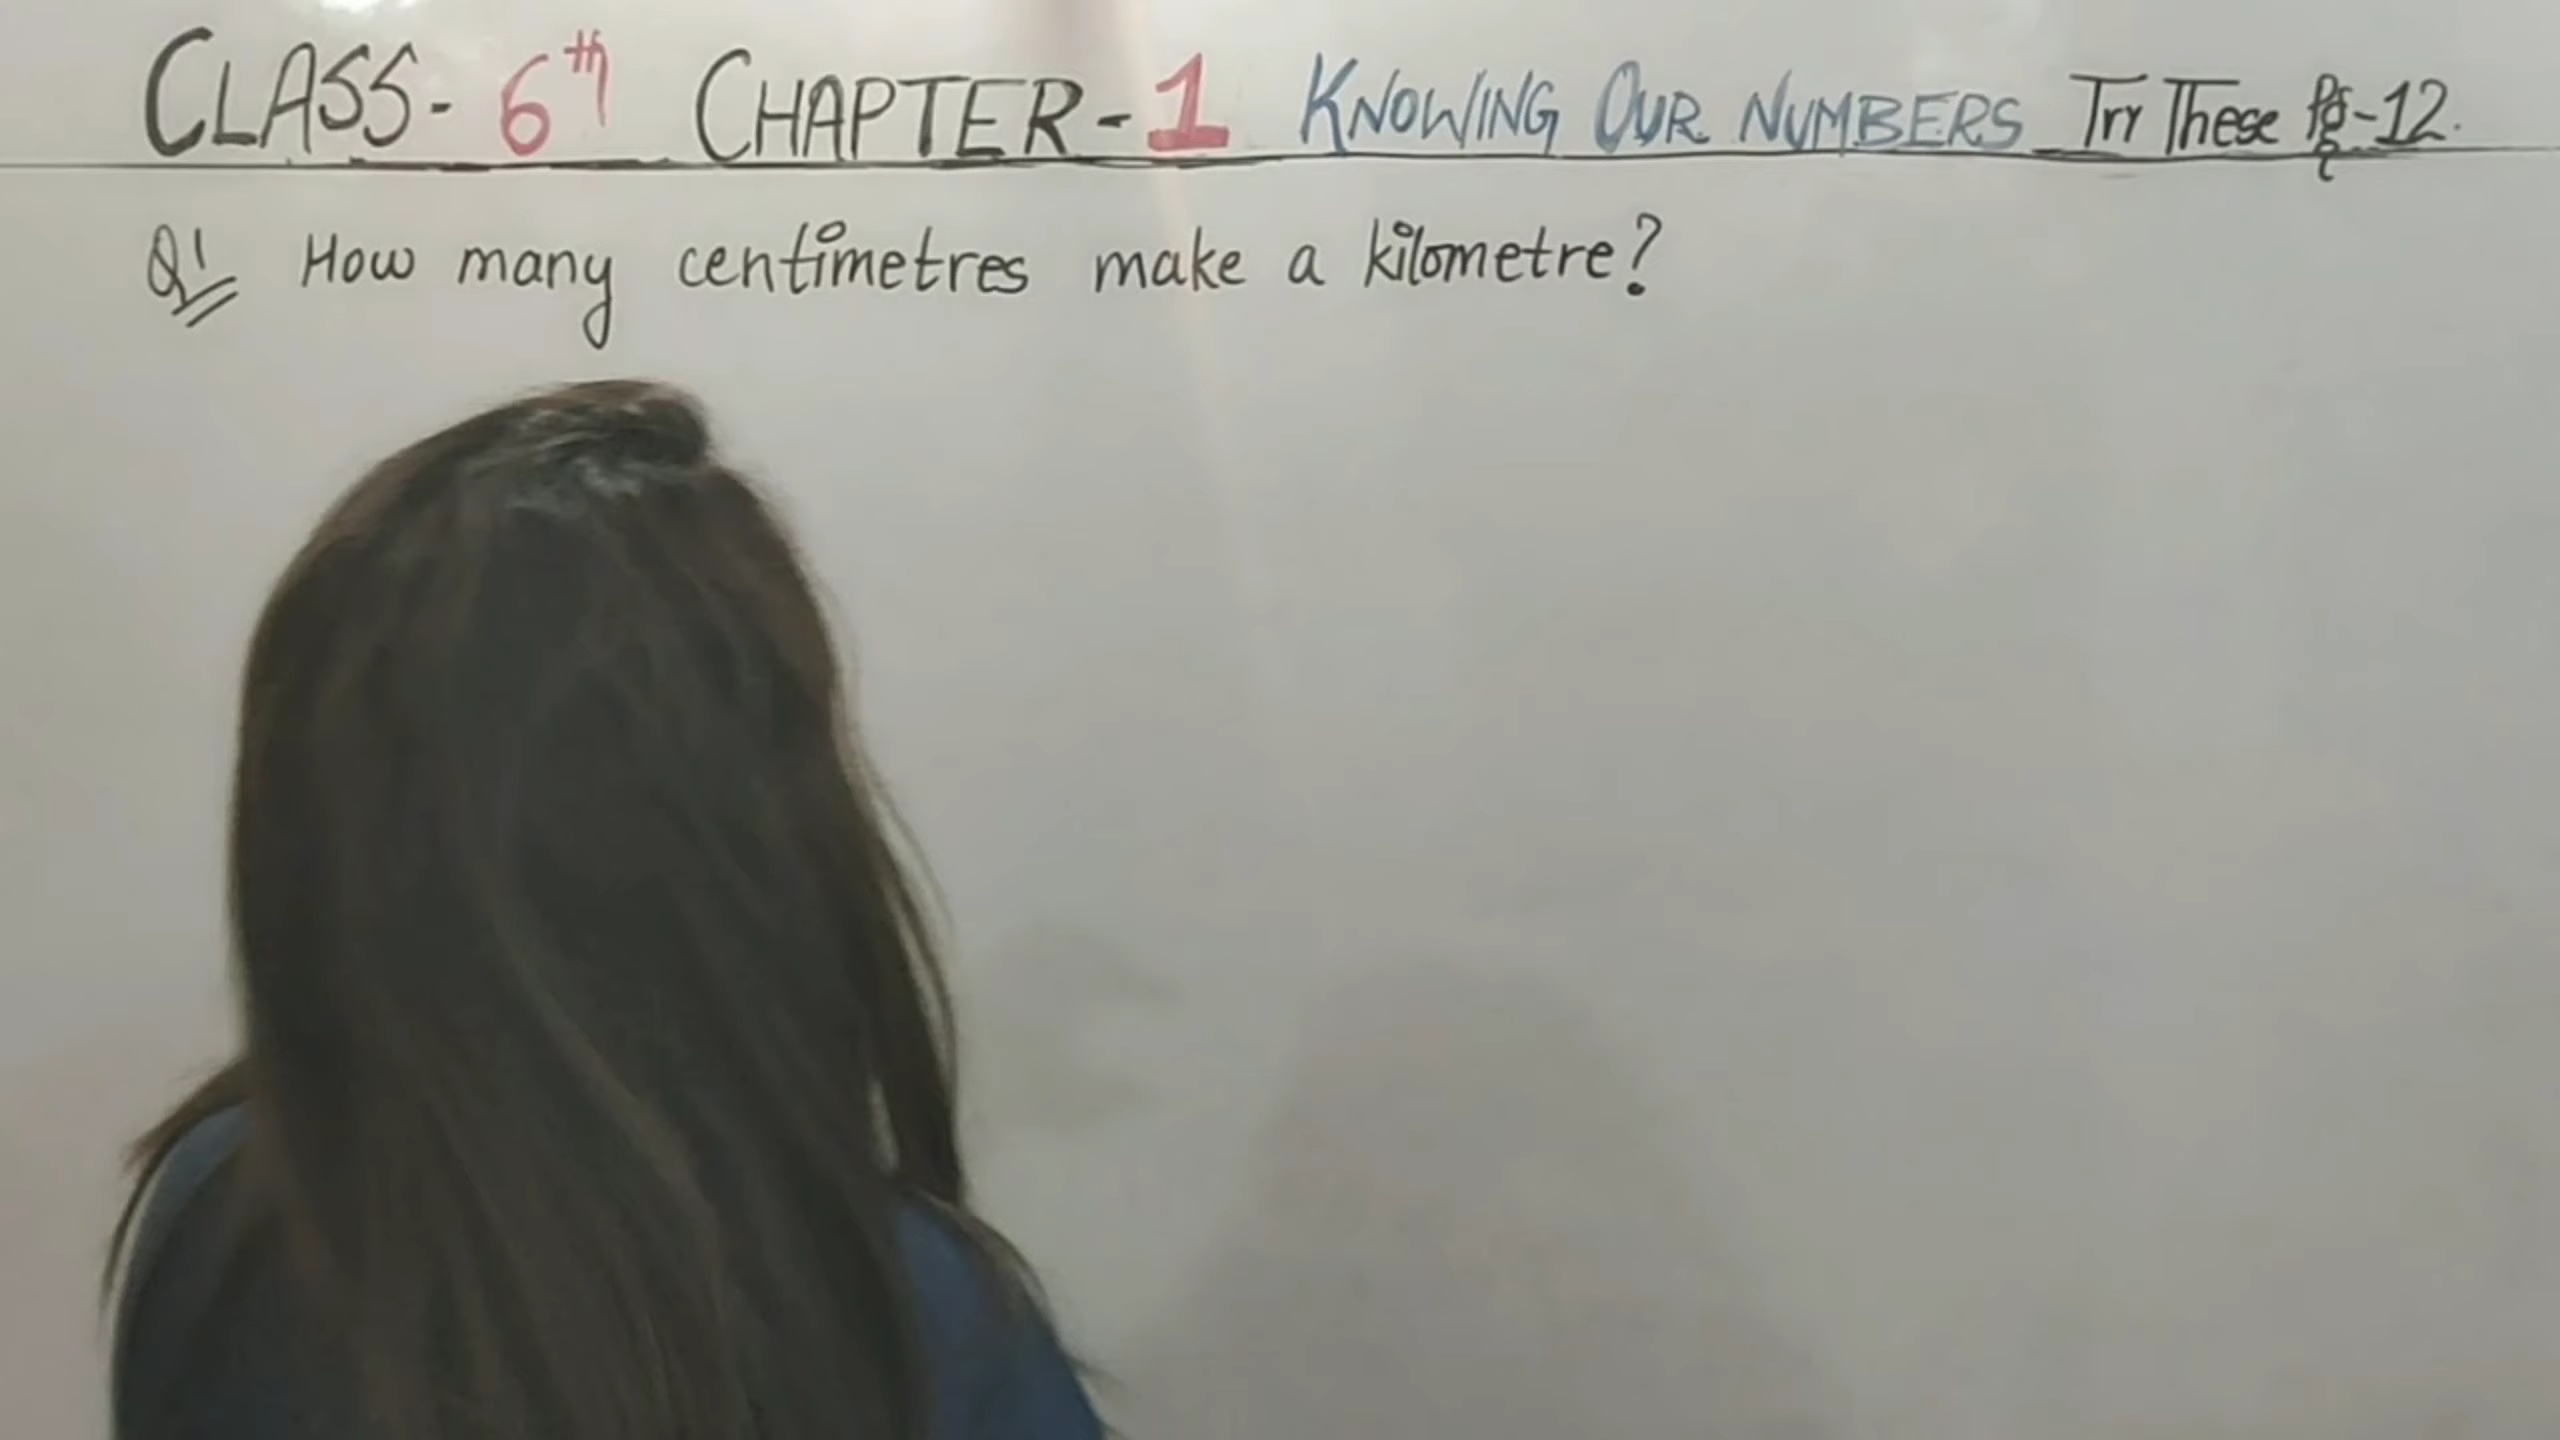 CLASS- 6th CHAPTER-1 KNOWING OUR NUMBERS Try These Pg-12.
Q1 How many centimetres make a kilometre?